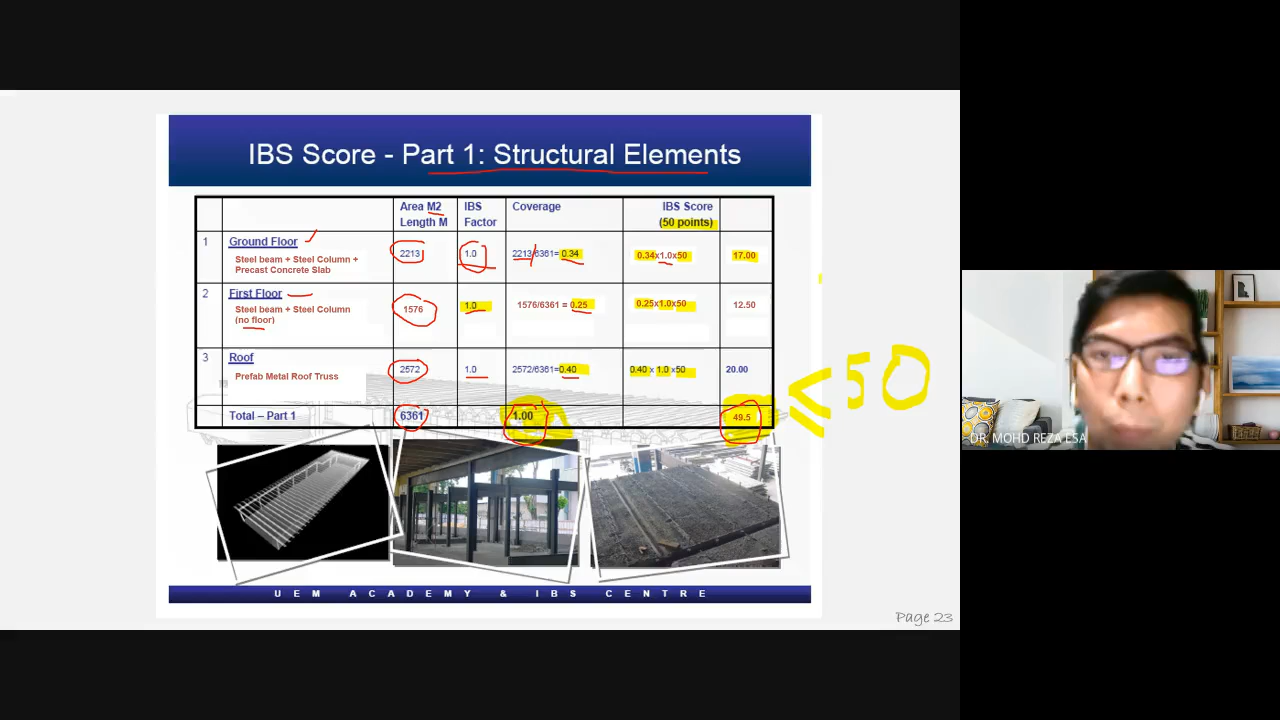 IBS Score - Part 1: Structural Elements
Area M2
Length M
IBS
Factor
Coverage
IBS Score
(50 points)
1
Ground Floor
Steel beam + Steel Column +
Precast Concrete Slab
2213
1.0
2213/6361= 0.34
0.34x1.0x50
17.00
2
First Floor
Steel beam + Steel Column
(no floor)
1576
1.0
1576/6361 = 0.25
0.25x1.0x50
12.50
3
Roof
Prefab Metal Roof Truss
2572
1.0
2572/6361=0.40
0.40 x 1.0 x50
20.00
Total – Part 1
6361
1.00
49.5
≤ 50
UEM ACADEMY & IBS CENTRE
Page 23
DR. MOHD REZA ESA